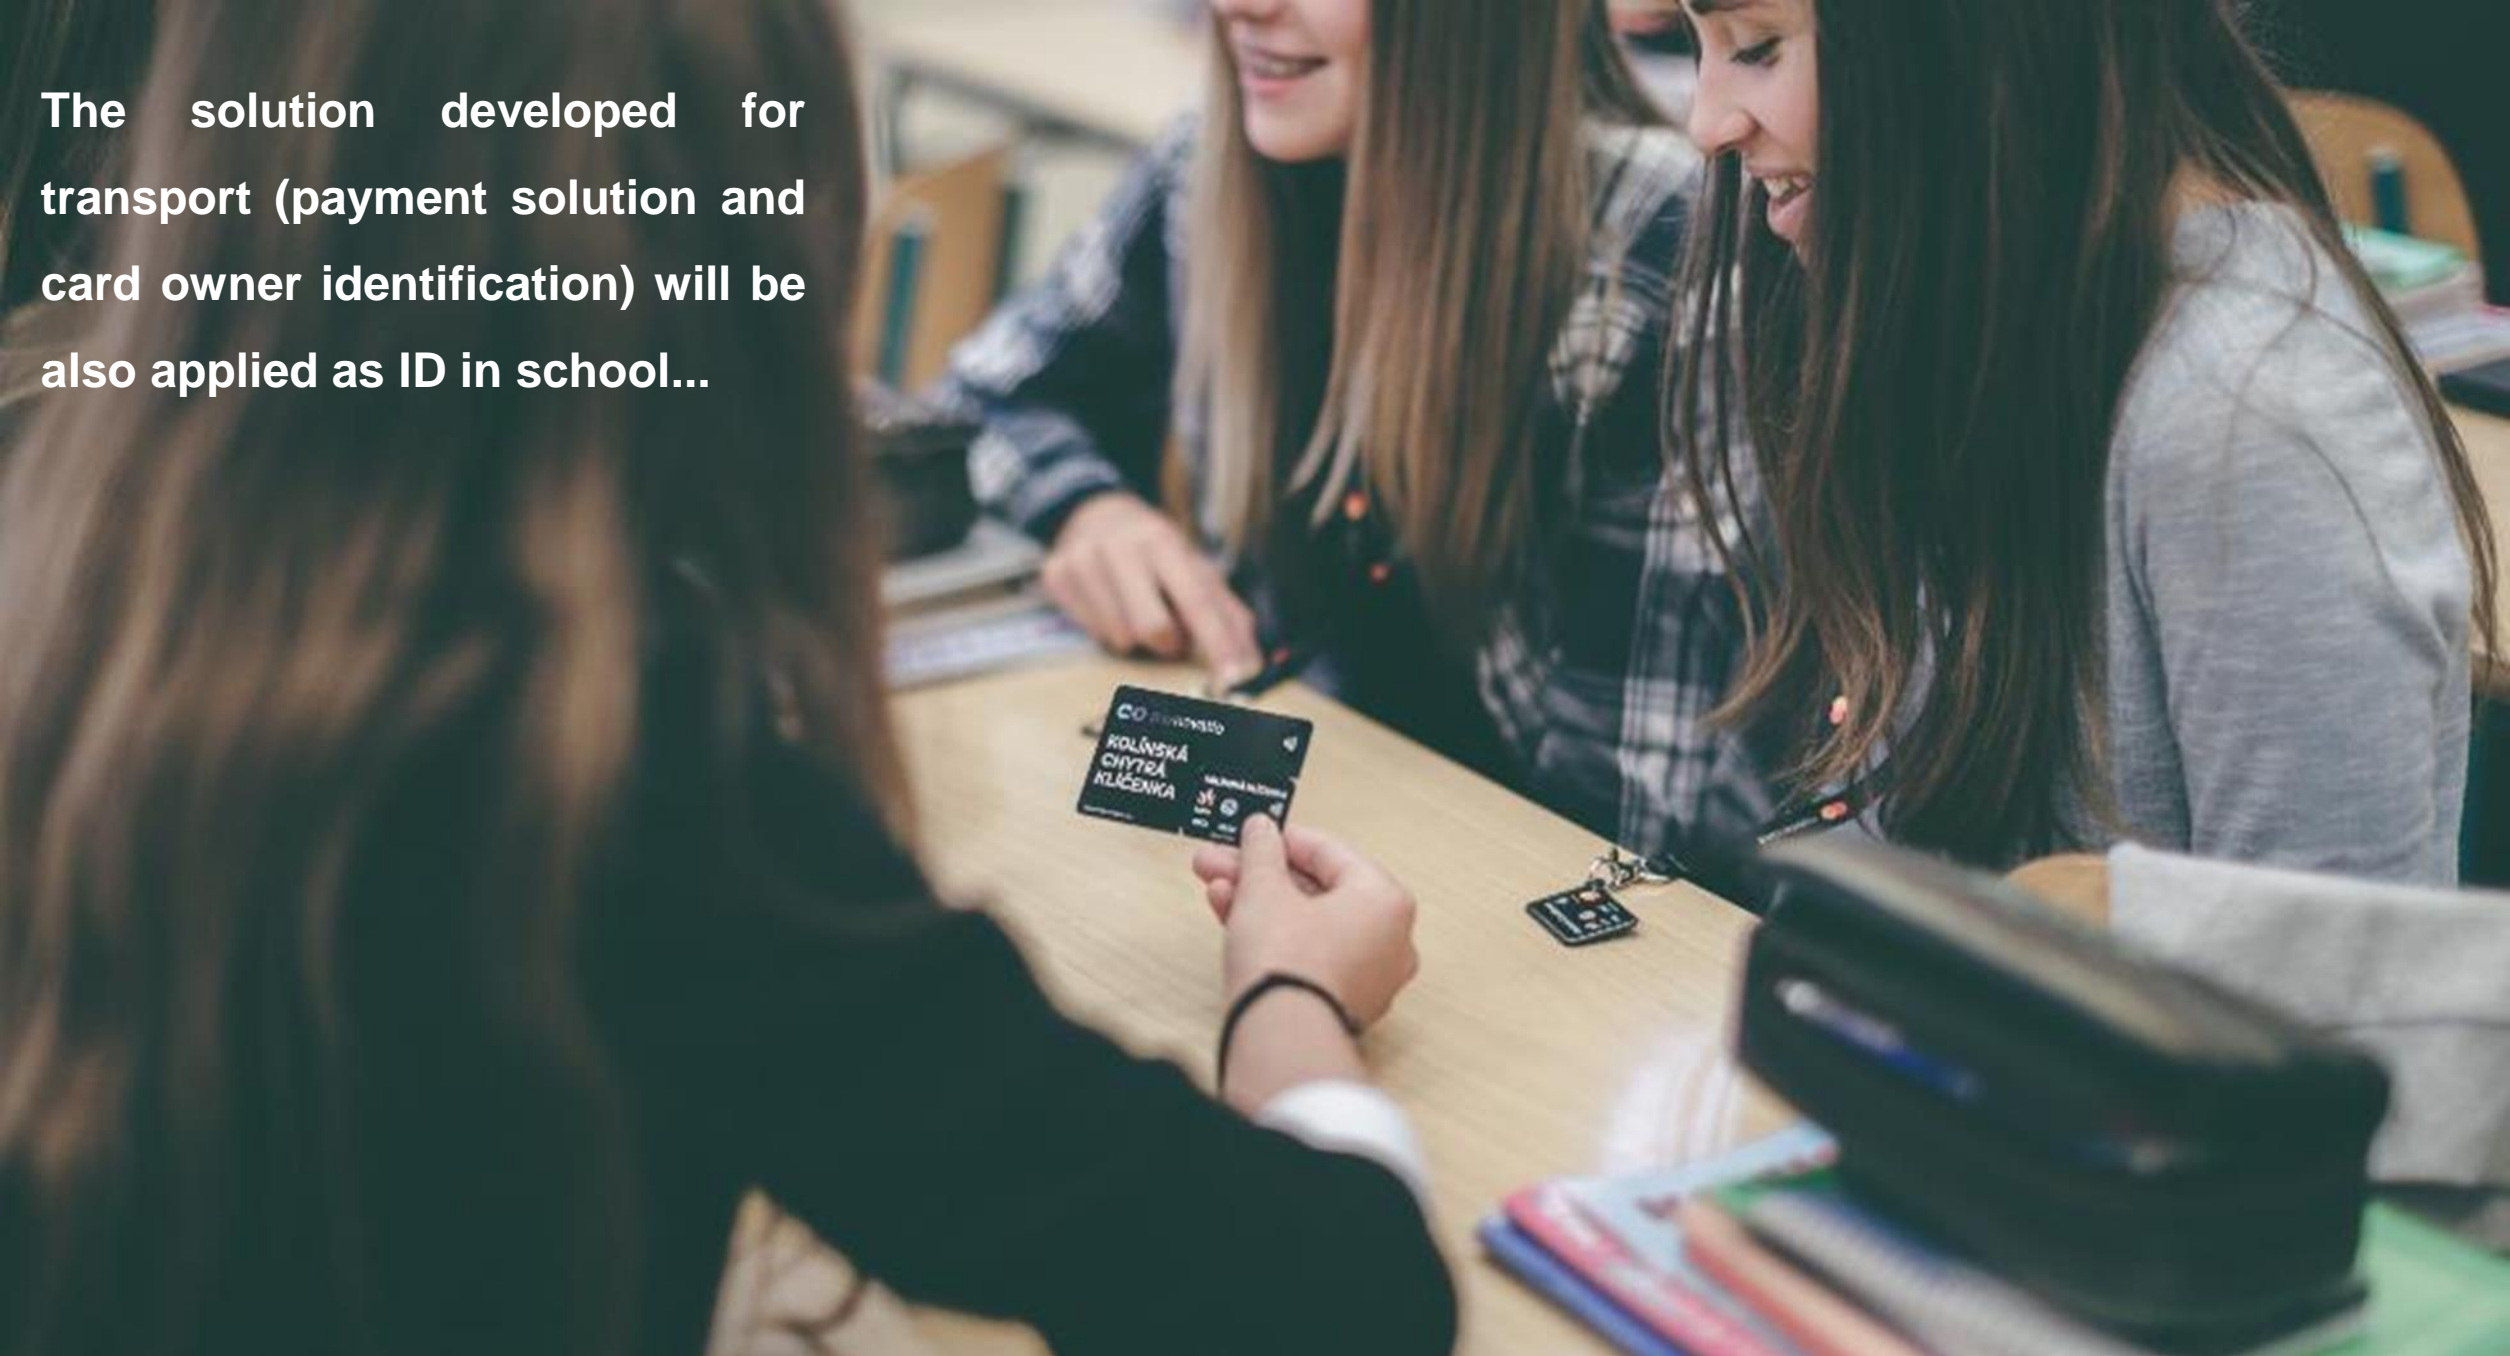 The solution developed for
transport (payment solution and
card owner identification) will be
also applied as ID in school...
KOLÍNSKÁ
CHYTRÁ
KLÍČENKA